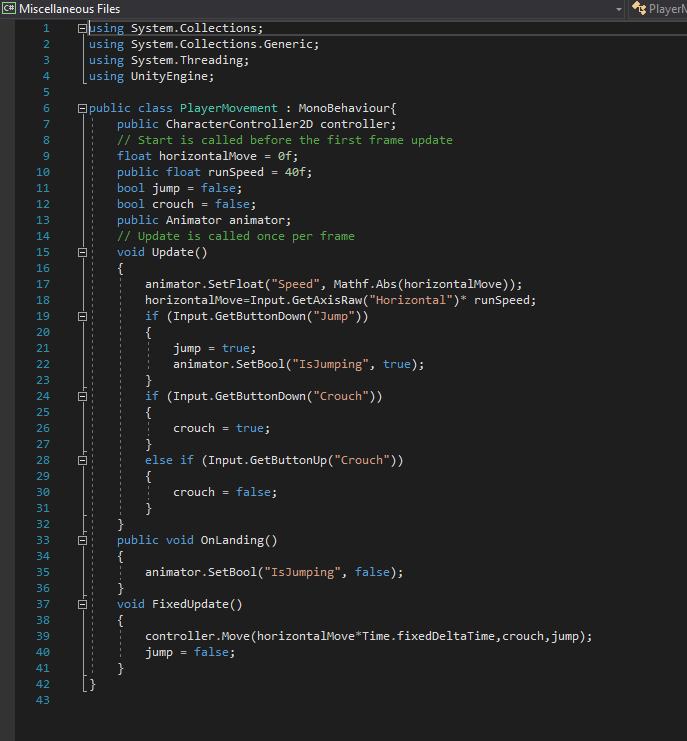 C# Miscellaneous Files
PlayerM
1 using System.Collections;
2 using System.Collections.Generic;
3 using System.Threading;
4 using UnityEngine;
5
6 public class PlayerMovement : MonoBehaviour{
7     public CharacterController2D controller;
8     // Start is called before the first frame update
9     float horizontalMove = 0f;
10     public float runSpeed = 40f;
11     bool jump = false;
12     bool crouch = false;
13     public Animator animator;
14     // Update is called once per frame
15     void Update()
16     {
17         animator.SetFloat("Speed", Mathf.Abs(horizontalMove));
18         horizontalMove=Input.GetAxisRaw("Horizontal")* runSpeed;
19         if (Input.GetButtonDown("Jump"))
20         {
21             jump = true;
22             animator.SetBool("IsJumping", true);
23         }
24         if (Input.GetButtonDown("Crouch"))
25         {
26             crouch = true;
27         }
28         else if (Input.GetButtonUp("Crouch"))
29         {
30             crouch = false;
31         }
32     }
33     public void OnLanding()
34     {
35         animator.SetBool("IsJumping", false);
36     }
37     void FixedUpdate()
38     {
39         controller.Move(horizontalMove*Time.fixedDeltaTime,crouch,jump);
40         jump = false;
41     }
42 }
43